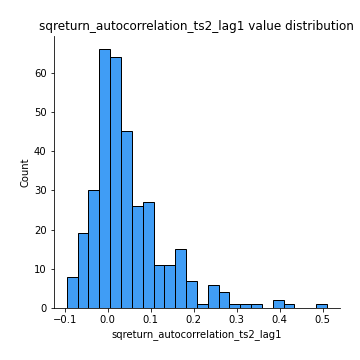 sqreturn_autocorrelation_ts2_lag1 value distribution
Count
60
50
40
30
20
10
0
−0.1 0.0 0.1 0.2 0.3 0.4 0.5
sqreturn_autocorrelation_ts2_lag1